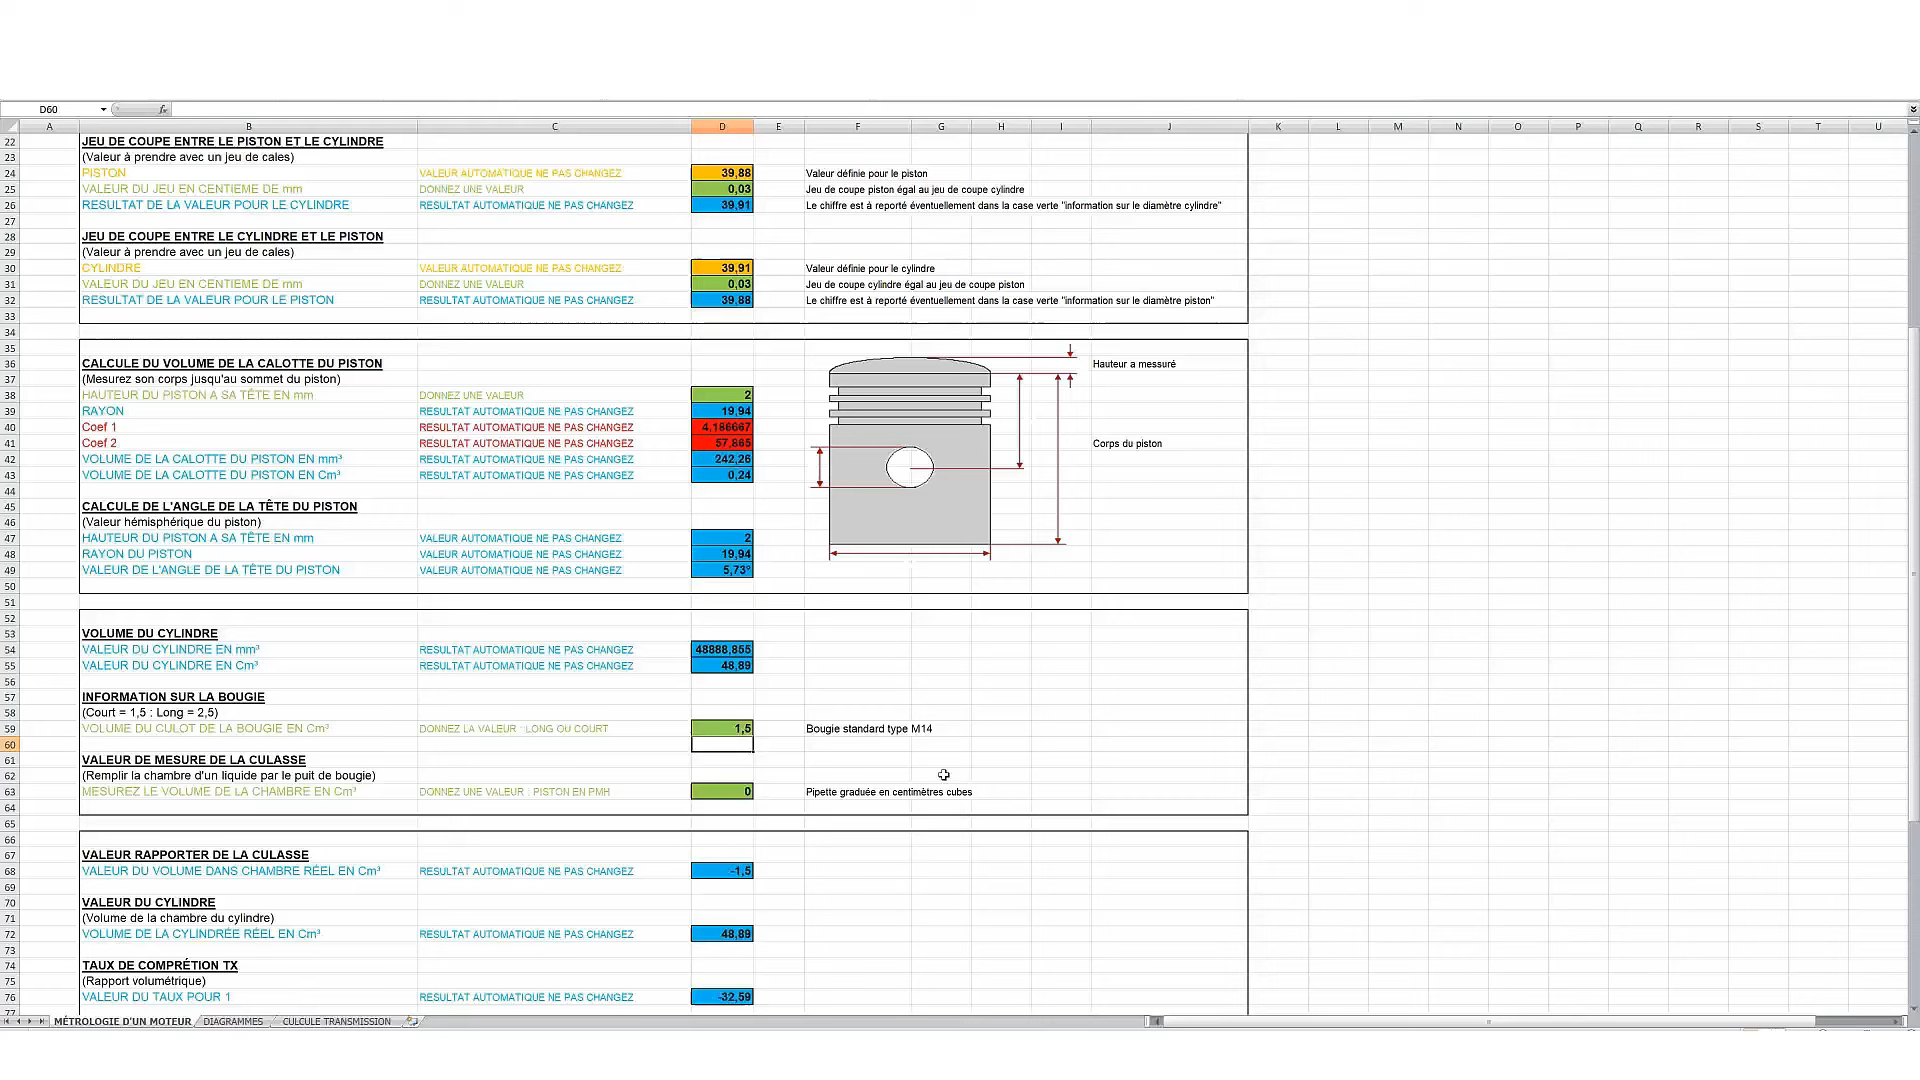 D60
fx
A B C D E F G H I J K L M N O P Q R S T U
22 JEU DE COUPE ENTRE LE PISTON ET LE CYLINDRE
23 (Valeur à prendre avec un jeu de cales)
24 PISTON VALEUR AUTOMATIQUE NE PAS CHANGEZ 39,88 Valeur définie pour le piston
25 VALEUR DU JEU EN CENTIEME DE mm DONNEZ UNE VALEUR 0,03 Jeu de coupe piston égal au jeu de coupe cylindre
26 RESULTAT DE LA VALEUR POUR LE CYLINDRE RESULTAT AUTOMATIQUE NE PAS CHANGEZ 39,91 Le chiffre est à reporté éventuellement dans la case verte "information sur le diamètre cylindre"
27
28 JEU DE COUPE ENTRE LE CYLINDRE ET LE PISTON
29 (Valeur à prendre avec un jeu de cales)
30 CYLINDRE VALEUR AUTOMATIQUE NE PAS CHANGEZ 39,91 Valeur définie pour le cylindre
31 VALEUR DU JEU EN CENTIEME DE mm DONNEZ UNE VALEUR 0,03 Jeu de coupe cylindre égal au jeu de coupe piston
32 RESULTAT DE LA VALEUR POUR LE PISTON RESULTAT AUTOMATIQUE NE PAS CHANGEZ 39,88 Le chiffre est à reporté éventuellement dans la case verte "information sur le diamètre piston"
33
34
35
36 CALCULE DU VOLUME DE LA CALOTTE DU PISTON Hauteur a messuré
37 (Mesurez son corps jusqu'au sommet du piston)
38 HAUTEUR DU PISTON A SA TÊTE EN mm DONNEZ UNE VALEUR 2
39 RAYON RESULTAT AUTOMATIQUE NE PAS CHANGEZ 19,94
40 Coef 1 RESULTAT AUTOMATIQUE NE PAS CHANGEZ 4,186667
41 Coef 2 RESULTAT AUTOMATIQUE NE PAS CHANGEZ 57,865 Corps du piston
42 VOLUME DE LA CALOTTE DU PISTON EN mm³ RESULTAT AUTOMATIQUE NE PAS CHANGEZ 242,26
43 VOLUME DE LA CALOTTE DU PISTON EN Cm³ RESULTAT AUTOMATIQUE NE PAS CHANGEZ 0,24
44
45 CALCULE DE L'ANGLE DE LA TÊTE DU PISTON
46 (Valeur hémisphérique du piston)
47 HAUTEUR DU PISTON A SA TÊTE EN mm VALEUR AUTOMATIQUE NE PAS CHANGEZ 2
48 RAYON DU PISTON VALEUR AUTOMATIQUE NE PAS CHANGEZ 19,94
49 VALEUR DE L'ANGLE DE LA TÊTE DU PISTON VALEUR AUTOMATIQUE NE PAS CHANGEZ 5,73°
50
51
52
53 VOLUME DU CYLINDRE
54 VALEUR DU CYLINDRE EN mm³ RESULTAT AUTOMATIQUE NE PAS CHANGEZ 48888,855
55 VALEUR DU CYLINDRE EN Cm³ RESULTAT AUTOMATIQUE NE PAS CHANGEZ 48,89
56
57 INFORMATION SUR LA BOUGIE
58 (Court = 1,5 : Long = 2,5)
59 VOLUME DU CULOT DE LA BOUGIE EN Cm³ DONNEZ LA VALEUR : LONG OU COURT 1,5 Bougie standard type M14
60
61 VALEUR DE MESURE DE LA CULASSE
62 (Remplir la chambre d'un liquide par le puit de bougie)
63 MESUREZ LE VOLUME DE LA CHAMBRE EN Cm³ DONNEZ UNE VALEUR : PISTON EN PMH 0 Pipette graduée en centimètres cubes
64
65
66
67 VALEUR RAPPORTER DE LA CULASSE
68 VALEUR DU VOLUME DANS CHAMBRE RÉEL EN Cm³ RESULTAT AUTOMATIQUE NE PAS CHANGEZ -1,5
69
70 VALEUR DU CYLINDRE
71 (Volume de la chambre du cylindre)
72 VOLUME DE LA CYLINDRÉE RÉEL EN Cm³ RESULTAT AUTOMATIQUE NE PAS CHANGEZ 48,89
73
74 TAUX DE COMPRÉTION TX
75 (Rapport volumétrique)
76 VALEUR DU TAUX POUR 1 RESULTAT AUTOMATIQUE NE PAS CHANGEZ -32,59
77
MÉTROLOGIE D'UN MOTEUR DIAGRAMMES CULCULE TRANSMISSION